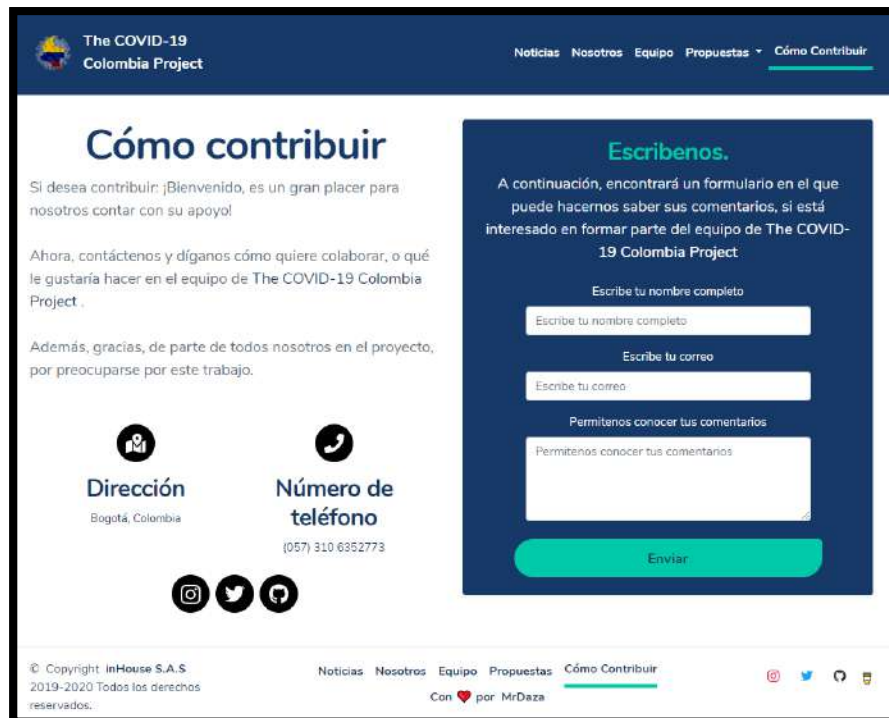 The COVID-19
Colombia Project
Noticias Nosotros Equipo Propuestas Cómo Contribuir
Cómo contribuir
Si desea contribuir: ¡Bienvenido, es un gran placer para
nosotros contar con su apoyo!
Ahora, contáctenos y díganos cómo quiere colaborar, o qué
le gustaría hacer en el equipo de The COVID-19 Colombia
Project .
Además, gracias, de parte de todos nosotros en el proyecto,
por preocuparse por este trabajo.
Dirección
Bogotá, Colombia
Número de
teléfono
(057) 310 6352773
Escribenos.
A continuación, encontrará un formulario en el que
puede hacernos saber sus comentarios, si está
interesado en formar parte del equipo de The COVID-
19 Colombia Project
Escribe tu nombre completo
Escribe tu nombre completo
Escribe tu correo
Escribe tu correo
Permitenos conocer tus comentarios
Permitenos conocer tus comentarios
Enviar
© Copyright inHouse S.A.S
2019-2020 Todos los derechos
reservados.
Noticias Nosotros Equipo Propuestas Cómo Contribuir
Con ❤ por MrDaza